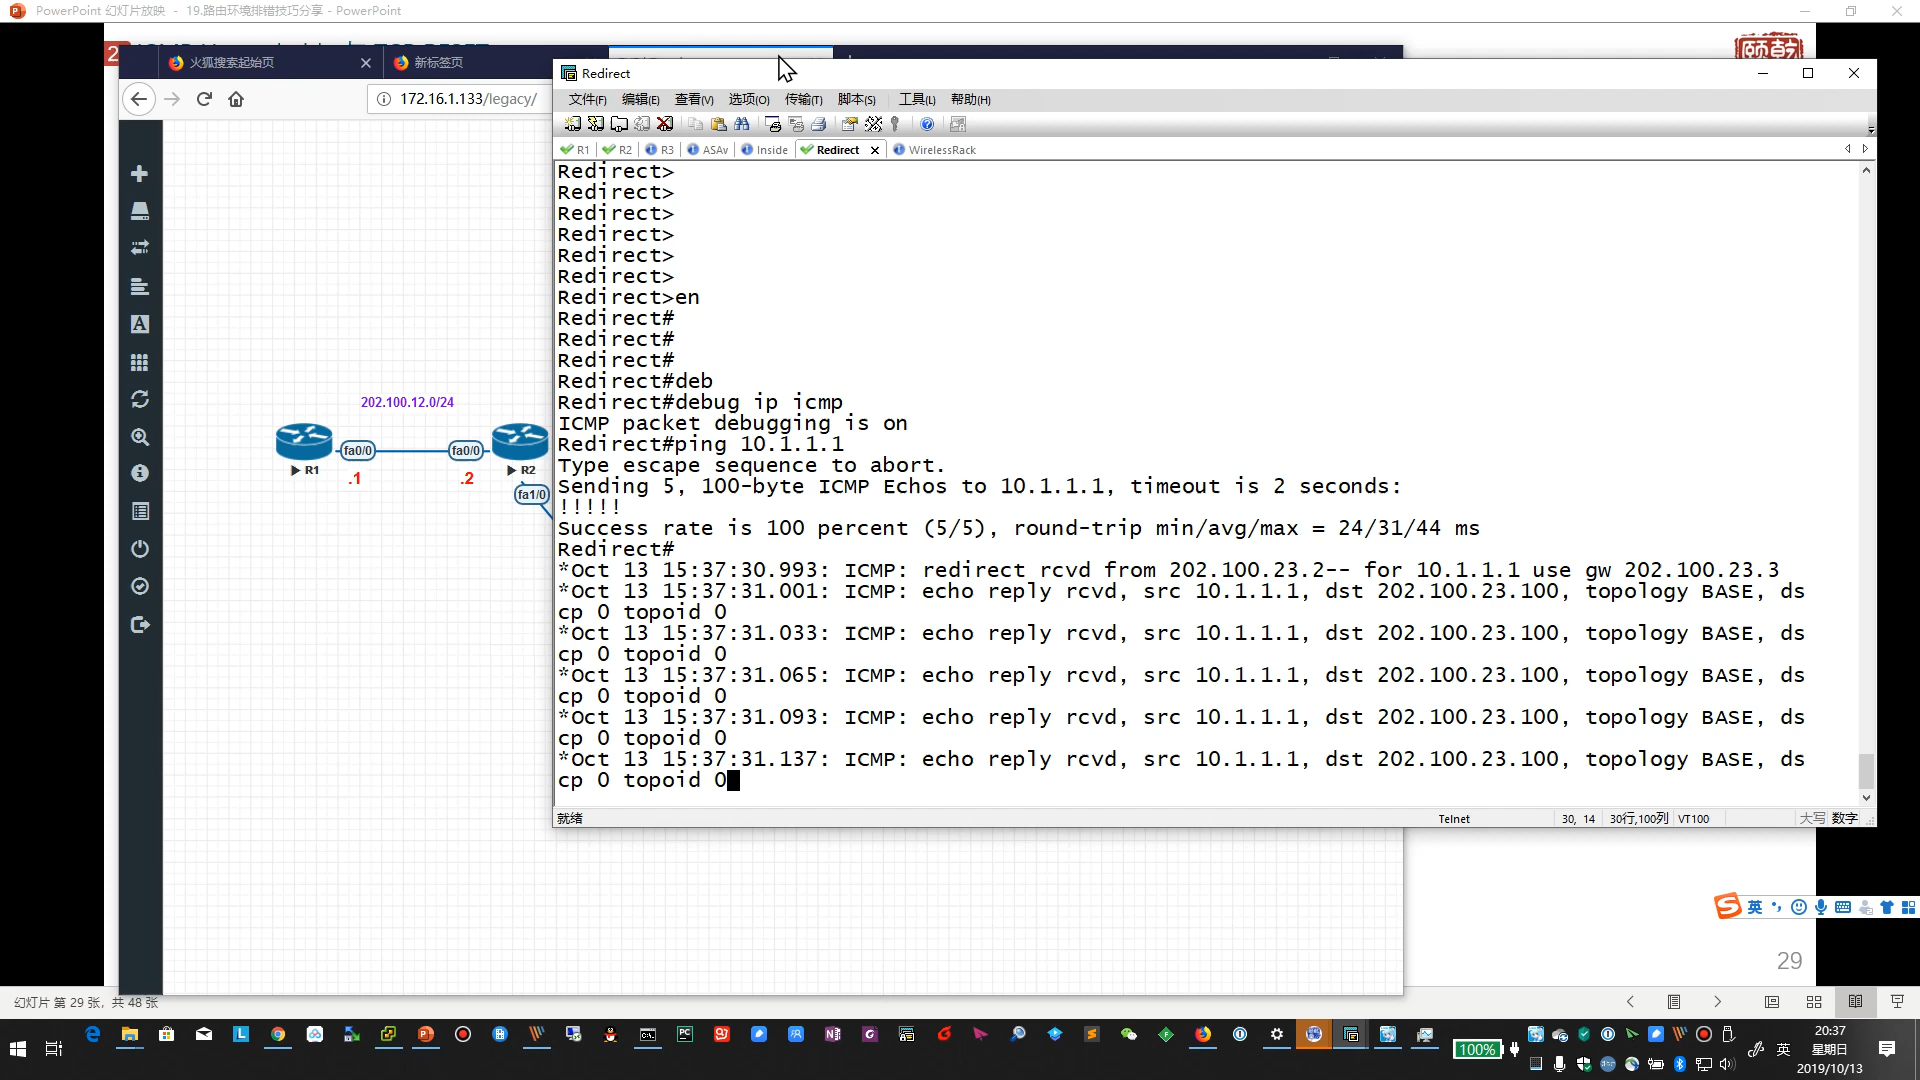 PowerPoint 幻灯片放映 - 19.路由环境排错技巧分享 - PowerPoint
2
火狐搜索起始页
新标签页
172.16.1.133/legacy/
202.100.12.0/24
fa0/0
fa0/0
R1
R2
.1
.2
fa1/0
Redirect
文件(F) 编辑(E) 查看(V) 选项(O) 传输(T) 脚本(S) 工具(L) 帮助(H)
R1 R2 R3 ASAv Inside Redirect WirelessRack
Redirect>
Redirect>
Redirect>
Redirect>
Redirect>
Redirect>
Redirect>en
Redirect#
Redirect#
Redirect#
Redirect#deb
Redirect#debug ip icmp
ICMP packet debugging is on
Redirect#ping 10.1.1.1
Type escape sequence to abort.
Sending 5, 100-byte ICMP Echos to 10.1.1.1, timeout is 2 seconds:
!!!!!
Success rate is 100 percent (5/5), round-trip min/avg/max = 24/31/44 ms
Redirect#
*Oct 13 15:37:30.993: ICMP: redirect rcvd from 202.100.23.2-- for 10.1.1.1 use gw 202.100.23.3
*Oct 13 15:37:31.001: ICMP: echo reply rcvd, src 10.1.1.1, dst 202.100.23.100, topology BASE, ds
cp 0 topoid 0
*Oct 13 15:37:31.033: ICMP: echo reply rcvd, src 10.1.1.1, dst 202.100.23.100, topology BASE, ds
cp 0 topoid 0
*Oct 13 15:37:31.065: ICMP: echo reply rcvd, src 10.1.1.1, dst 202.100.23.100, topology BASE, ds
cp 0 topoid 0
*Oct 13 15:37:31.093: ICMP: echo reply rcvd, src 10.1.1.1, dst 202.100.23.100, topology BASE, ds
cp 0 topoid 0
*Oct 13 15:37:31.137: ICMP: echo reply rcvd, src 10.1.1.1, dst 202.100.23.100, topology BASE, ds
cp 0 topoid 0
就绪 Telnet 30, 14 30行,100列 VT100 大写 数字
英
29
幻灯片 第 29 张，共 48 张
100%
英
20:37
星期日
2019/10/13